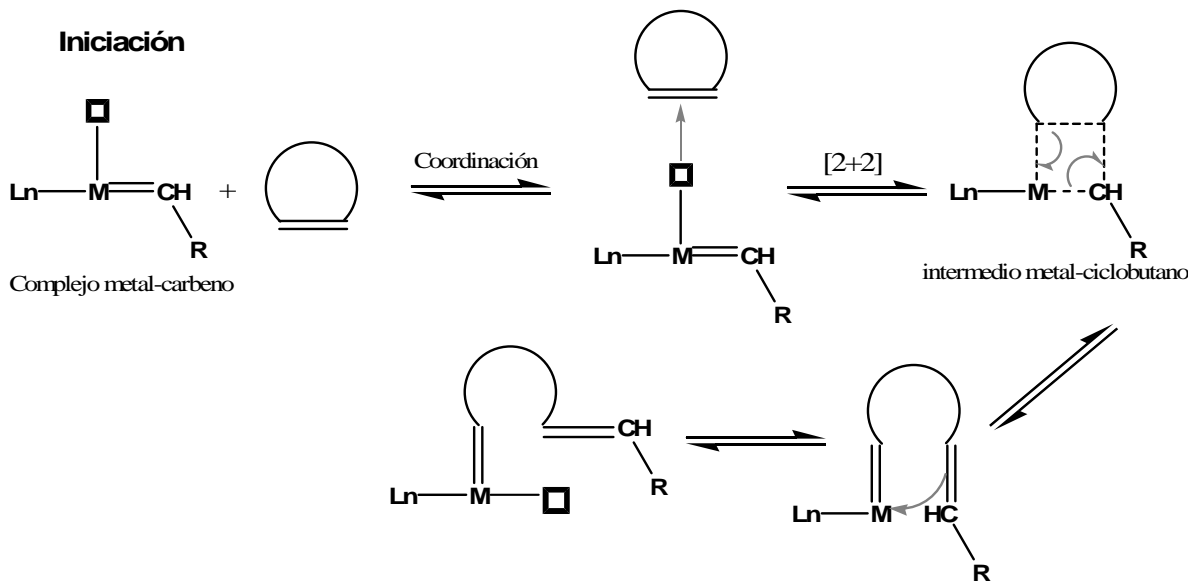 Iniciación
Ln M CH
R
+
Complejo metal-carbeno
Coordinación
Ln M CH
R
[2+2]
Ln M CH
R
intermedio metal-ciclobutano
CH
R
Ln M
Ln M HC
R